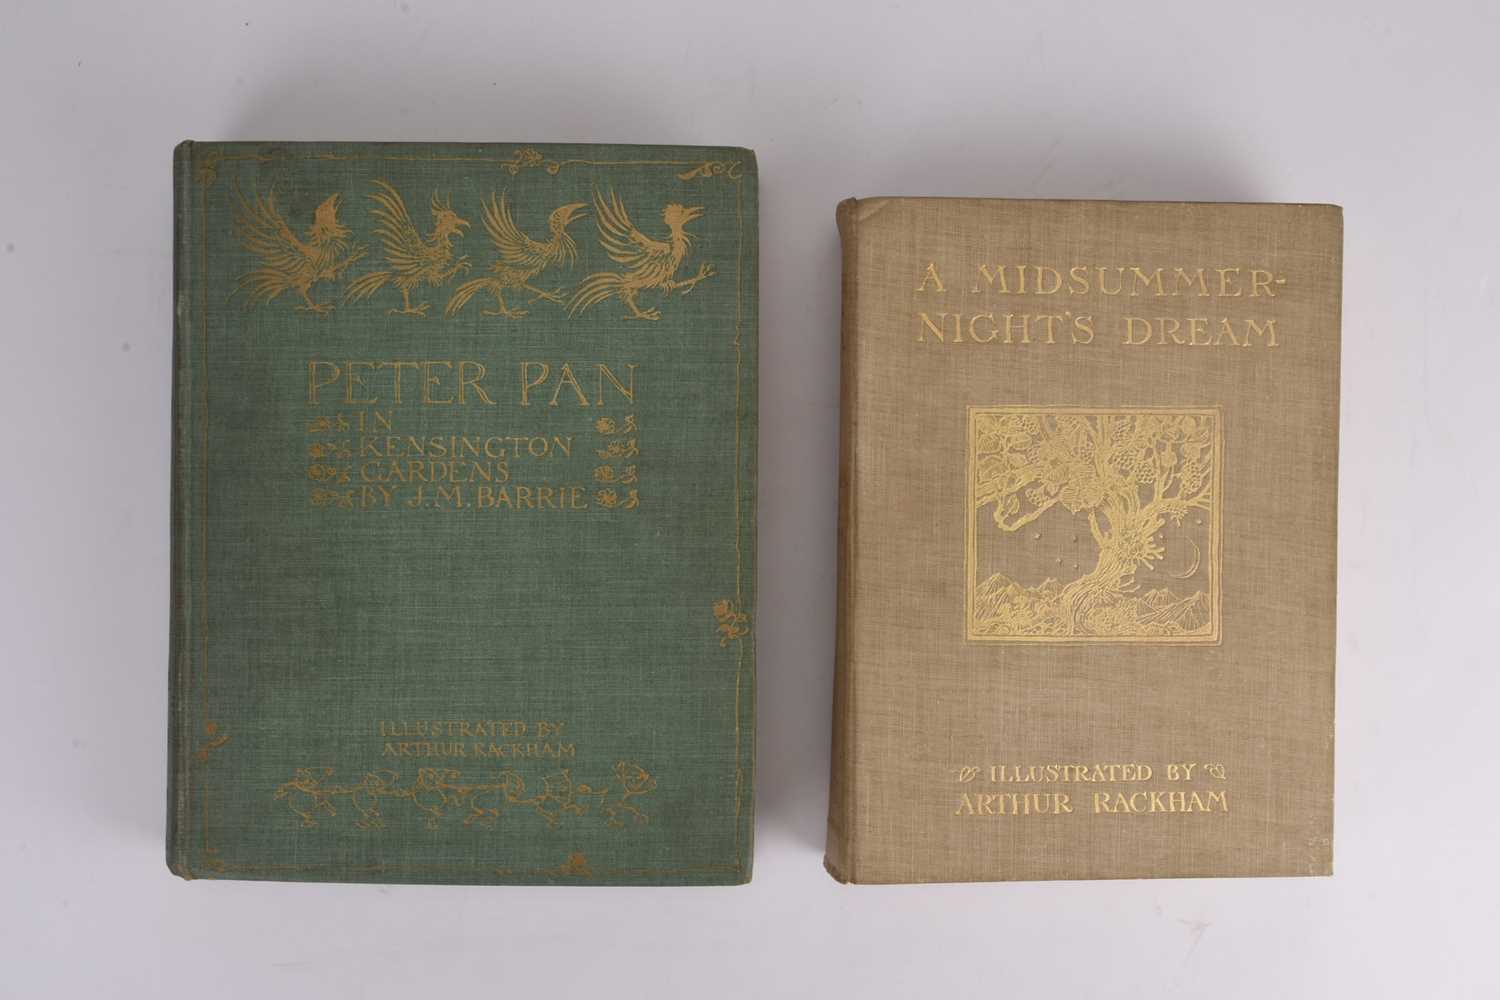 PETER PAN
IN
KENSINGTON
GARDENS
BY J.M. BARRIE
ILLUSTRATED BY
ARTHUR RACKHAM
A MIDSUMMER-
NIGHT'S DREAM
ILLUSTRATED BY
ARTHUR RACKHAM